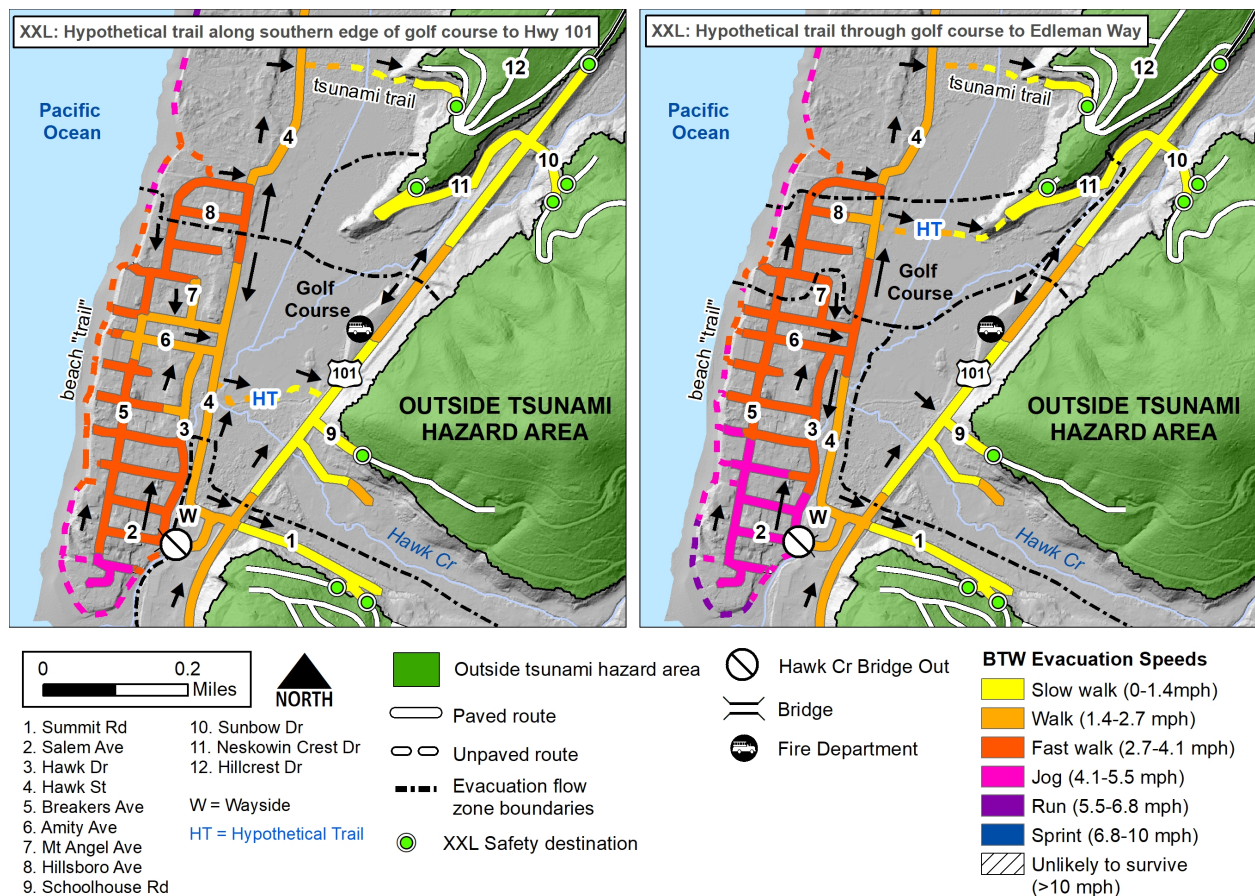 XXL: Hypothetical trail along southern edge of golf course to Hwy 101
12
Pacific
Ocean
tsunami trail
4
10
11
8
Golf
Course
7
beach "trail"
6
101
4
HT
OUTSIDE TSUNAMI
HAZARD AREA
5
3
9
W
2
1
Hawk Cr
XXL: Hypothetical trail through golf course to Edleman Way
12
Pacific
Ocean
tsunami trail
4
10
11
8
HT
Golf
Course
7
beach "trail"
6
101
OUTSIDE TSUNAMI
HAZARD AREA
5
3
4
9
W
2
1
Hawk Cr
0
0.2
Miles
NORTH
1. Summit Rd
2. Salem Ave
3. Hawk Dr
4. Hawk St
5. Breakers Ave
6. Amity Ave
7. Mt Angel Ave
8. Hillsboro Ave
9. Schoolhouse Rd
10. Sunbow Dr
11. Neskowin Crest Dr
12. Hillcrest Dr
W = Wayside
HT = Hypothetical Trail
Outside tsunami hazard area
Paved route
Unpaved route
Evacuation flow
zone boundaries
XXL Safety destination
Hawk Cr Bridge Out
Bridge
Fire Department
BTW Evacuation Speeds
Slow walk (0-1.4mph)
Walk (1.4-2.7 mph)
Fast walk (2.7-4.1 mph)
Jog (4.1-5.5 mph)
Run (5.5-6.8 mph)
Sprint (6.8-10 mph)
Unlikely to survive
(>10 mph)